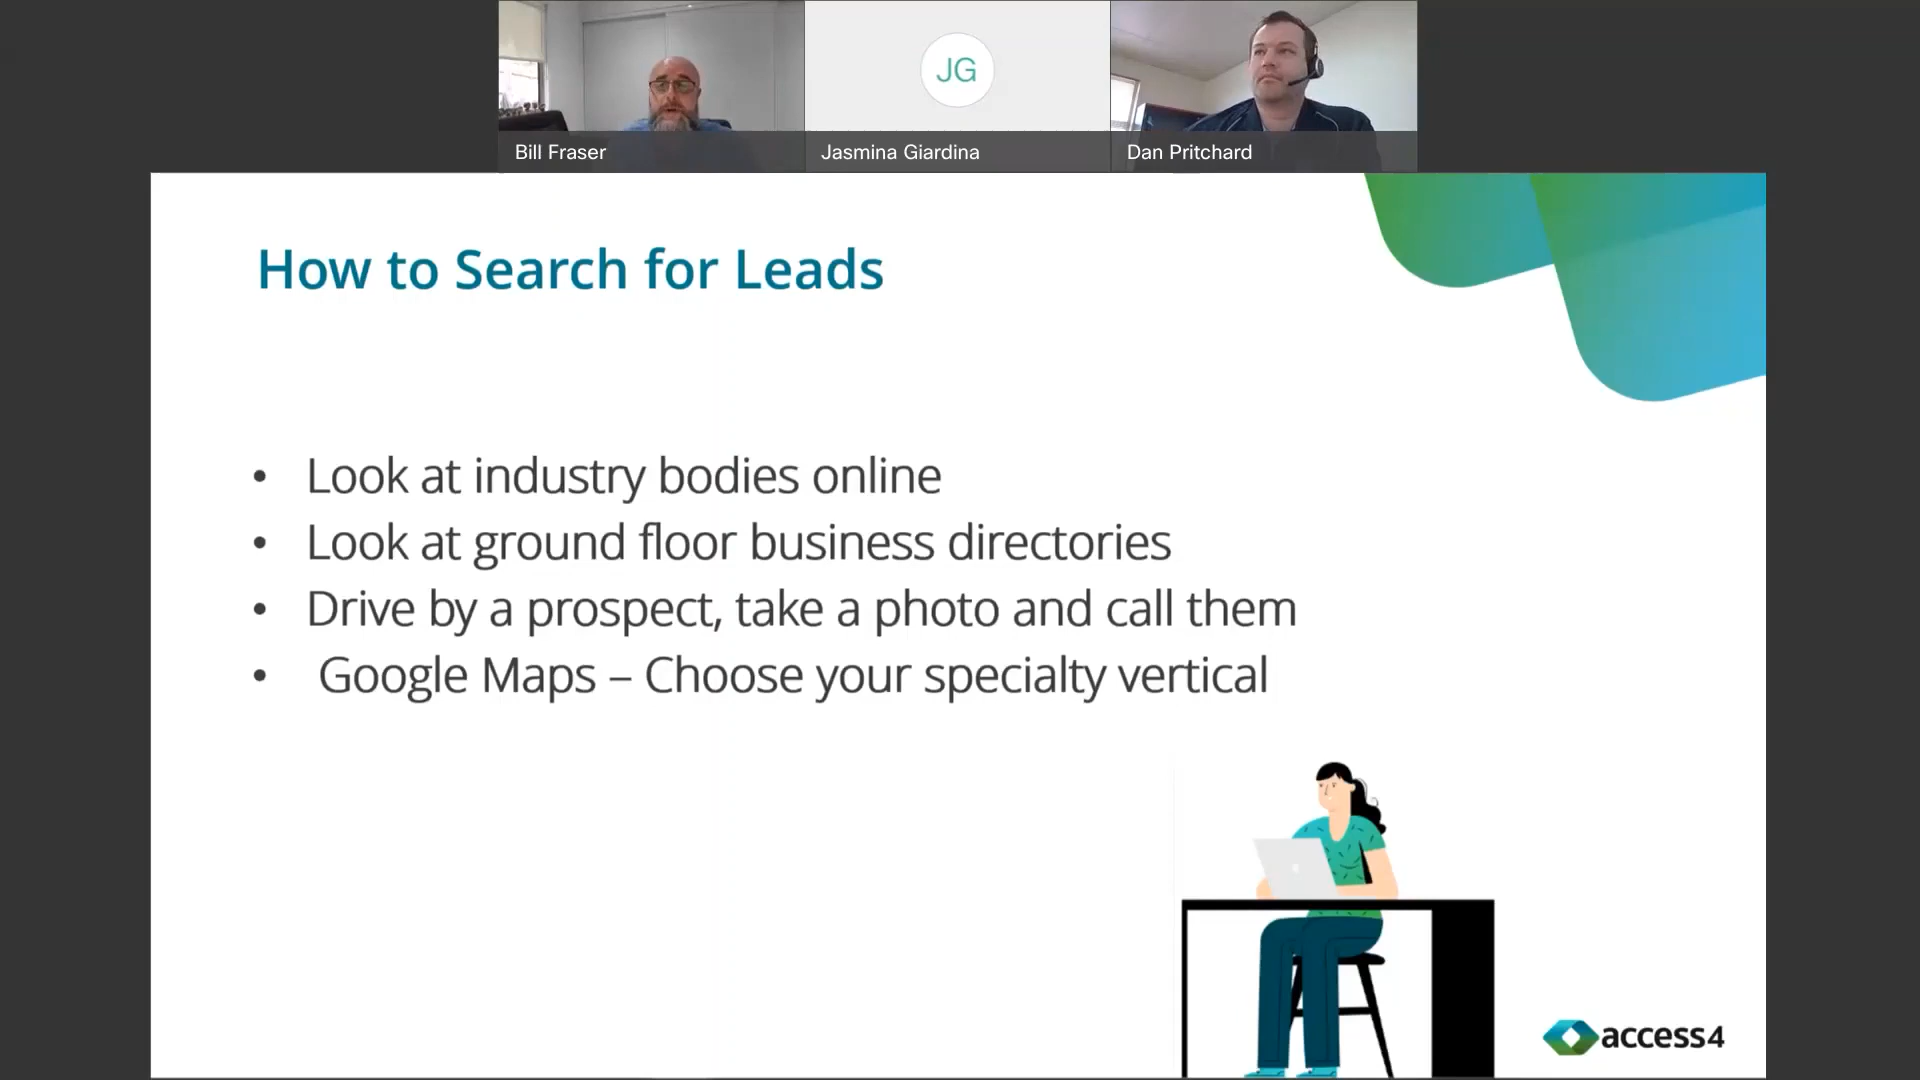 JG
Bill Fraser
Jasmina Giardina
Dan Pritchard
How to Search for Leads
• Look at industry bodies online
• Look at ground floor business directories
• Drive by a prospect, take a photo and call them
• Google Maps – Choose your specialty vertical
access4